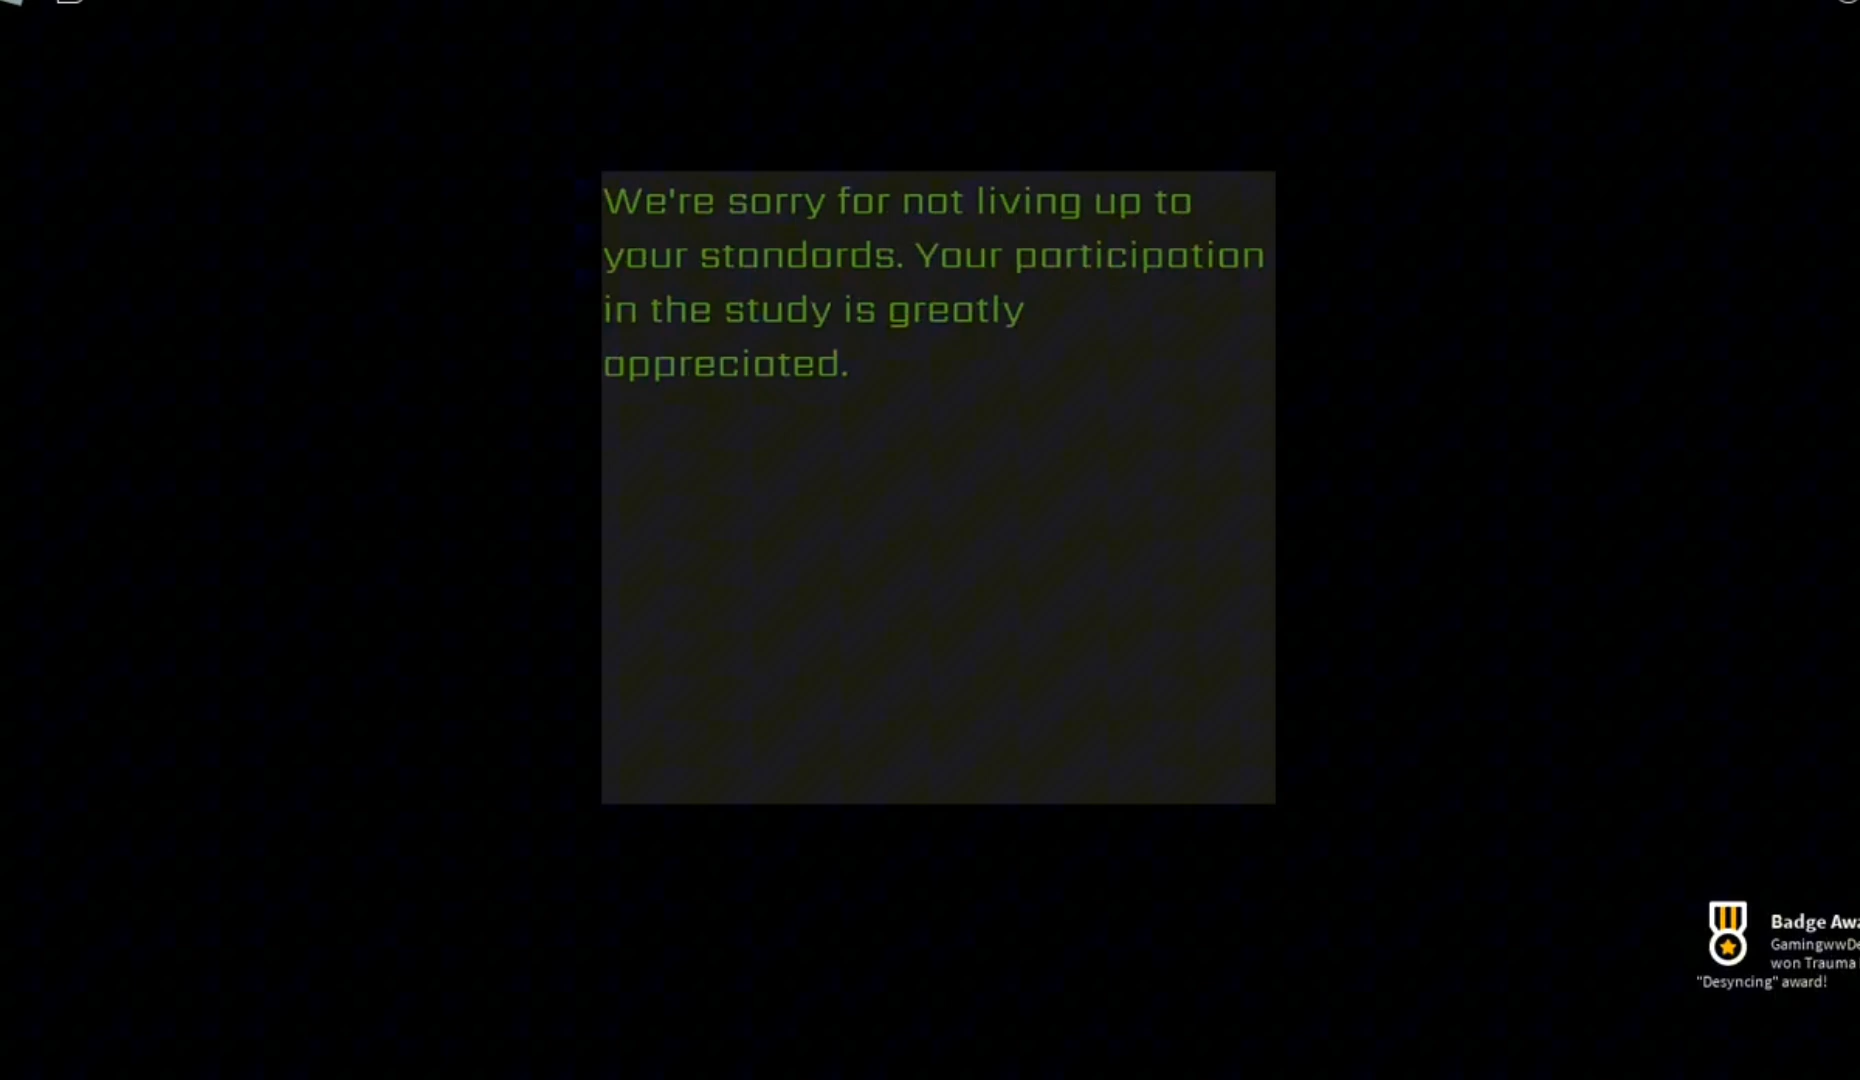 We're sorry for not living up to
your standards. Your participation
in the study is greatly
appreciated.
Badge
won Trauma
"Desyncing" award!